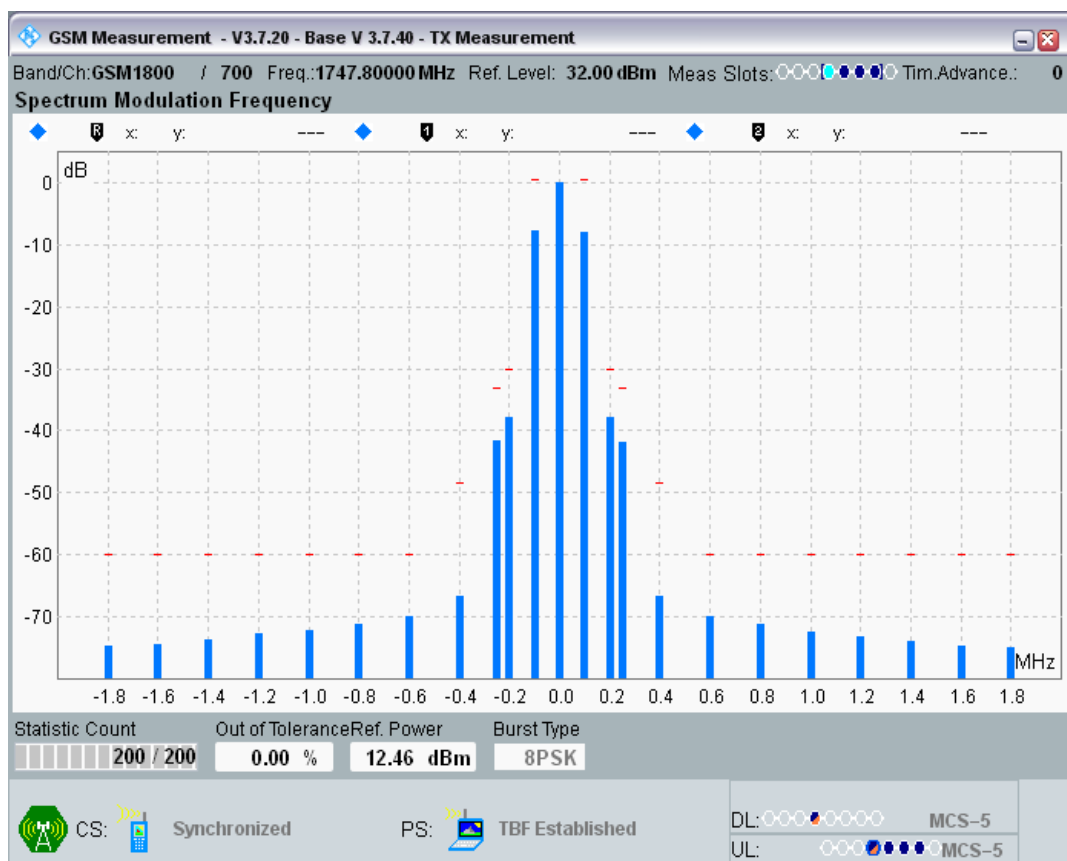 GSM Measurement - V3.7.20 - Base V 3.7.40 - TX Measurement
Band/Ch:GSM1800 / 700 Freq.:1747.80000 MHz Ref. Level: 32.00 dBm Meas Slots: Tim.Advance.: 0
Spectrum Modulation Frequency
R x: y: --- 1 x: y: --- 2 x: y: ---
dB
0
-10
-20
-30
-40
-50
-60
-70
MHz
-1.8 -1.6 -1.4 -1.2 -1.0 -0.8 -0.6 -0.4 -0.2 0.0 0.2 0.4 0.6 0.8 1.0 1.2 1.4 1.6 1.8
Statistic Count Out of Tolerance Ref. Power Burst Type
200 / 200 0.00 % 12.46 dBm 8PSK
CS: Synchronized PS: TBF Established
DL: MCS-5
UL: MCS-5